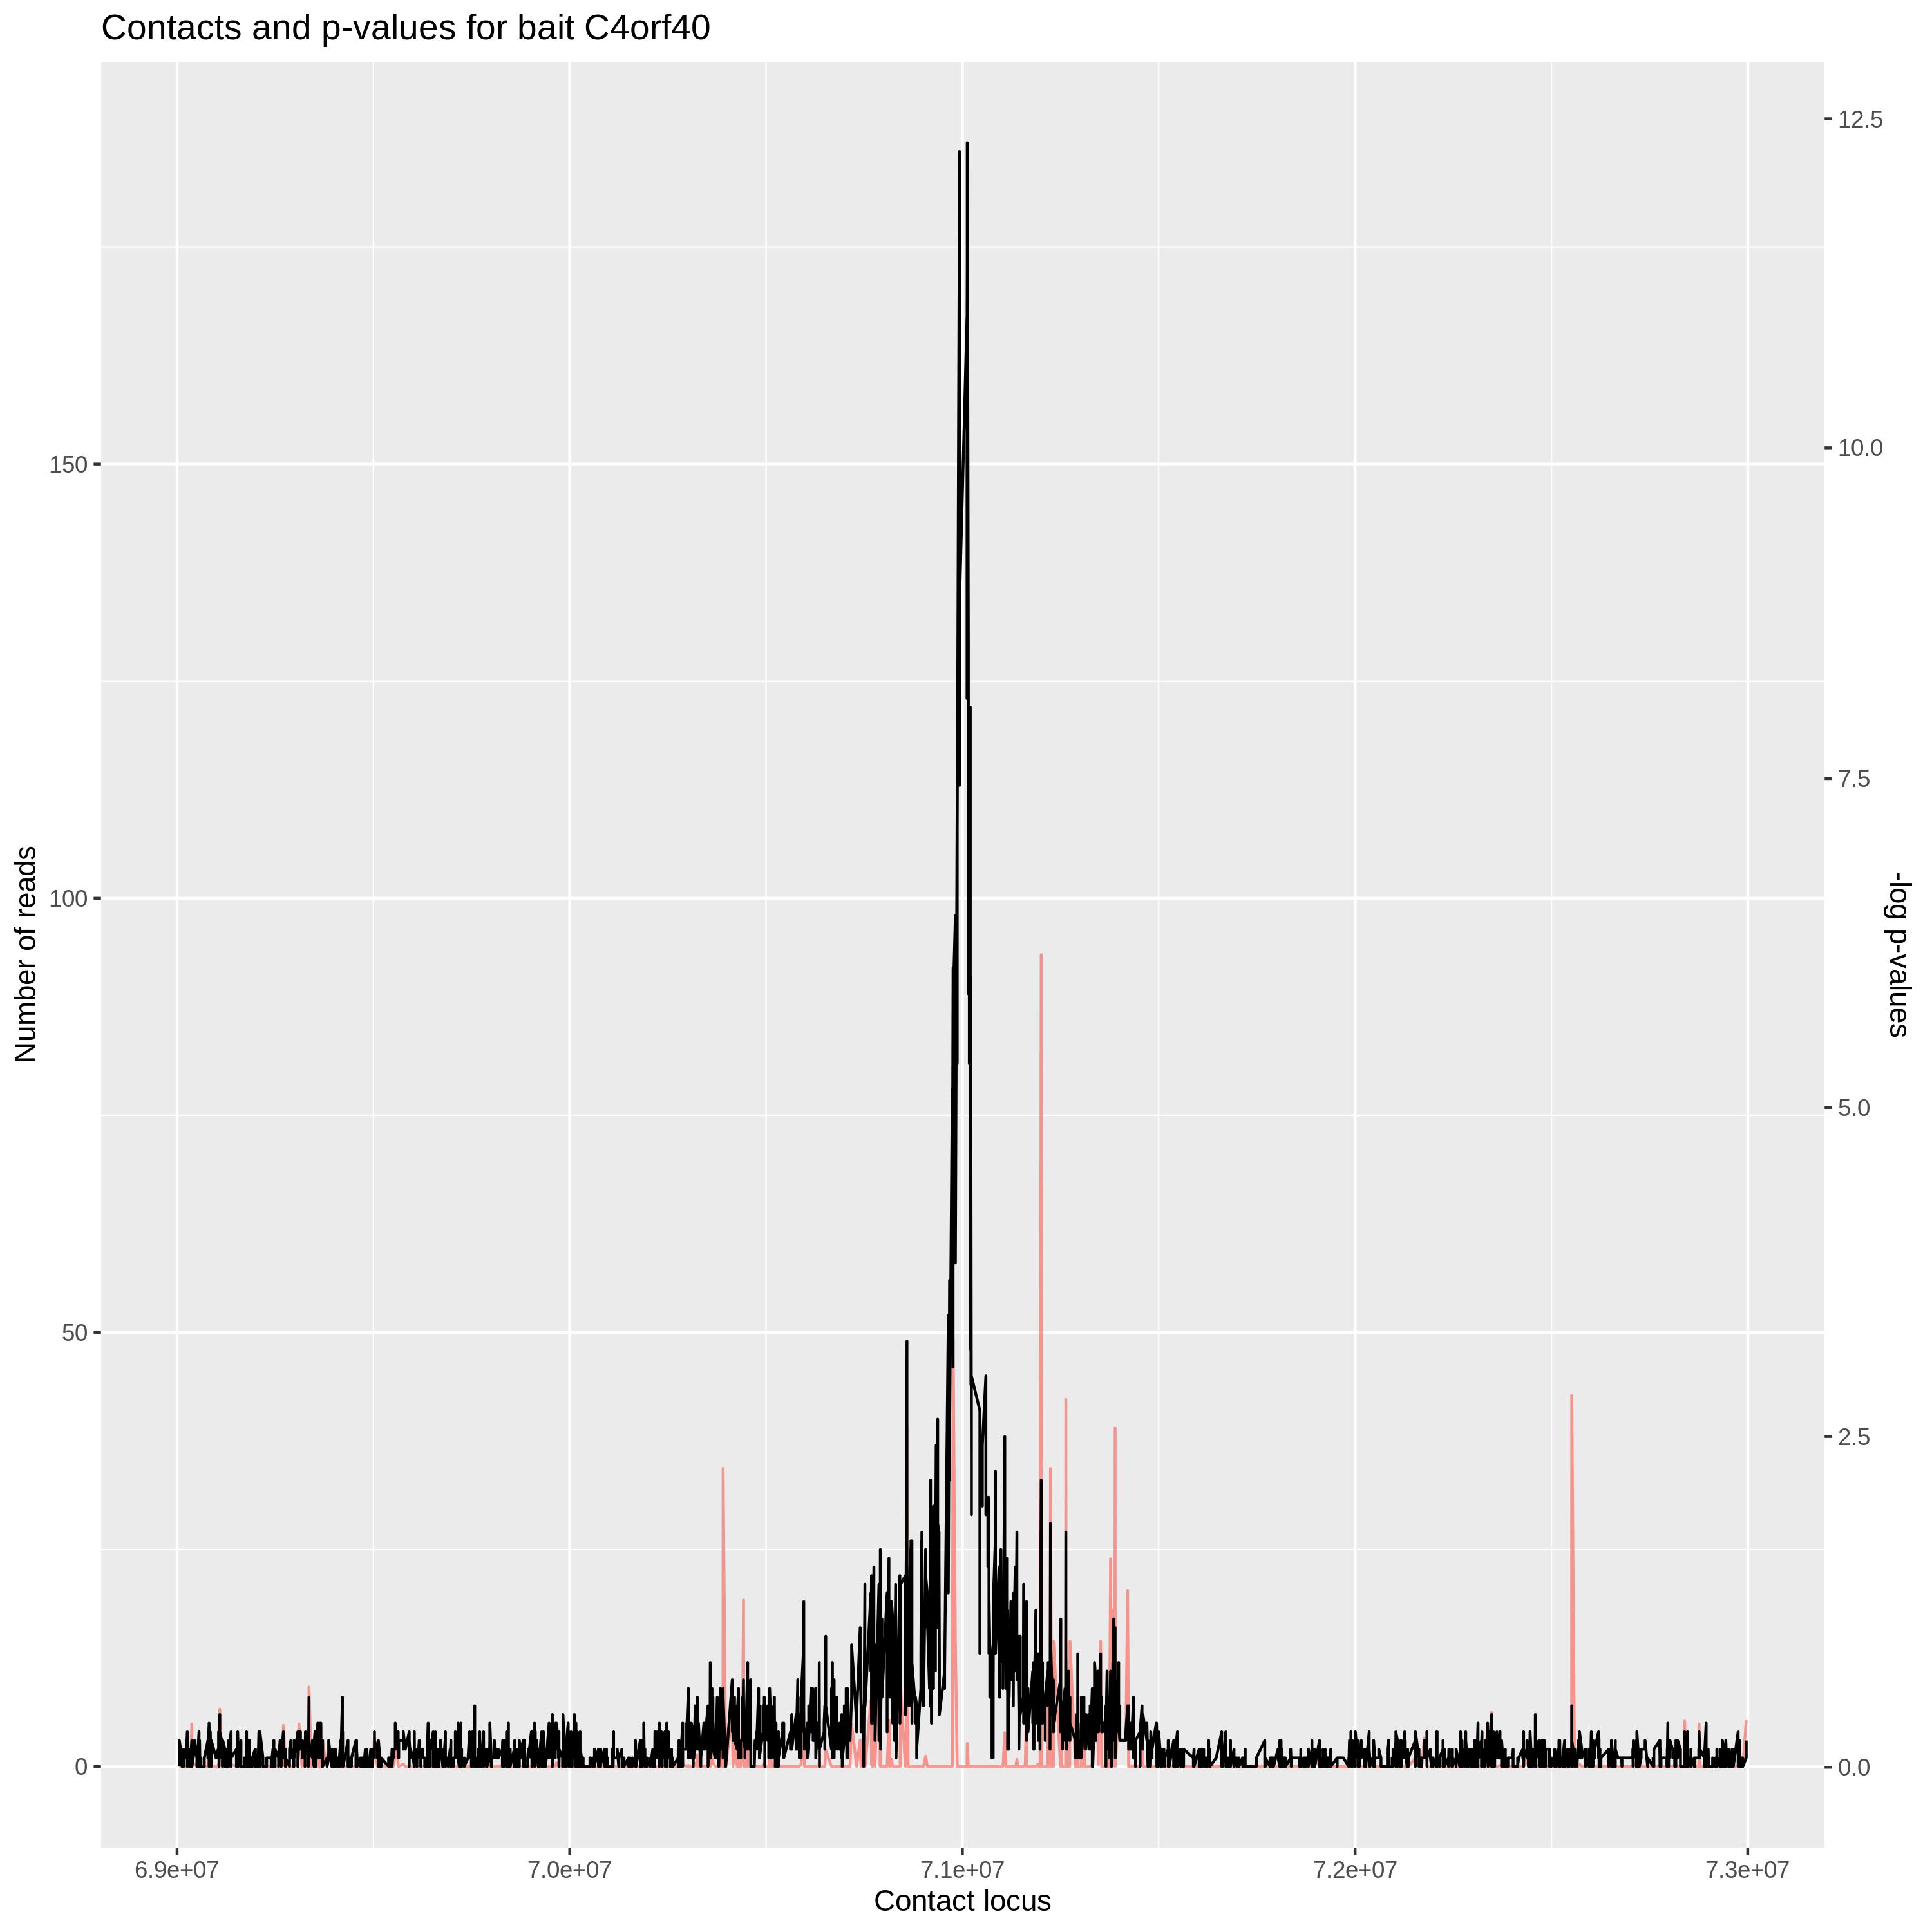 Contacts and p-values for bait C4orf40
Number of reads
150
100
50
0
12.5
10.0
7.5
5.0
2.5
0.0
-log p-values
6.9e+07 7.0e+07 7.1e+07 7.2e+07 7.3e+07
Contact locus